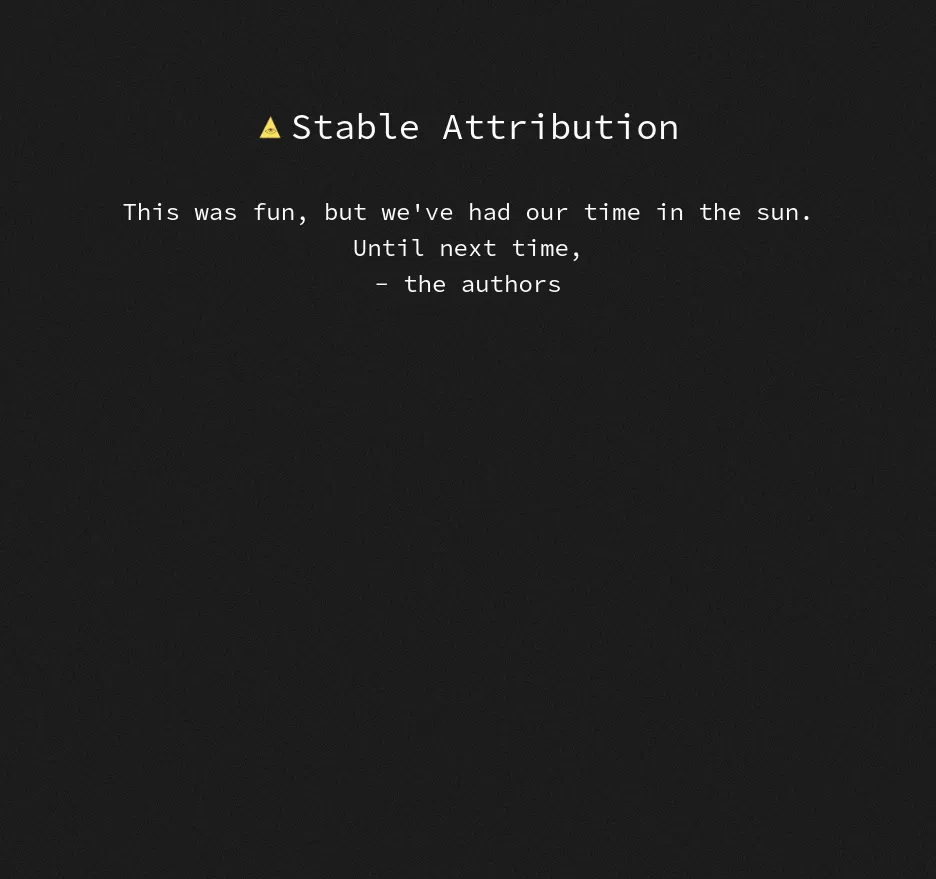 Stable Attribution
This was fun, but we've had our time in the sun.
Until next time,
- the authors